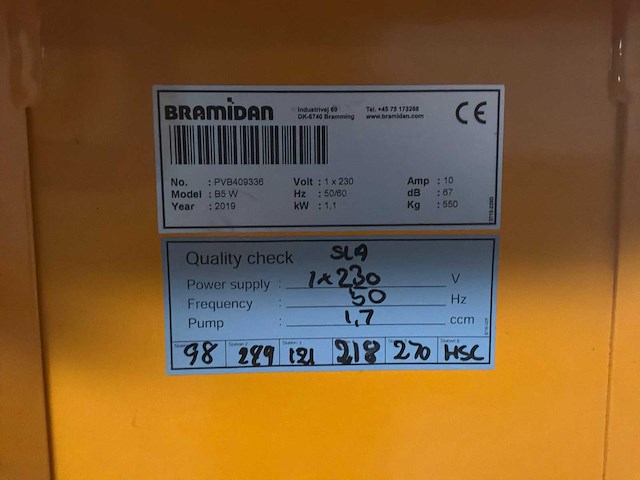 BRAMIDAN Industrivej 69 Tel: +45 75 173266 CE
DK-6740 Bramming www.bramidan.com
No. : PVB409336 Volt : 1 x 230 Amp : 10
Model : B5 W Hz : 50/60 dB : 67
Year : 2019 kW : 1,1 Kg : 550
Quality check SLA
Power supply : 1x230 V
Frequency : 50 Hz
Pump : 1,7 ccm
98 299 121 218 270 HSC